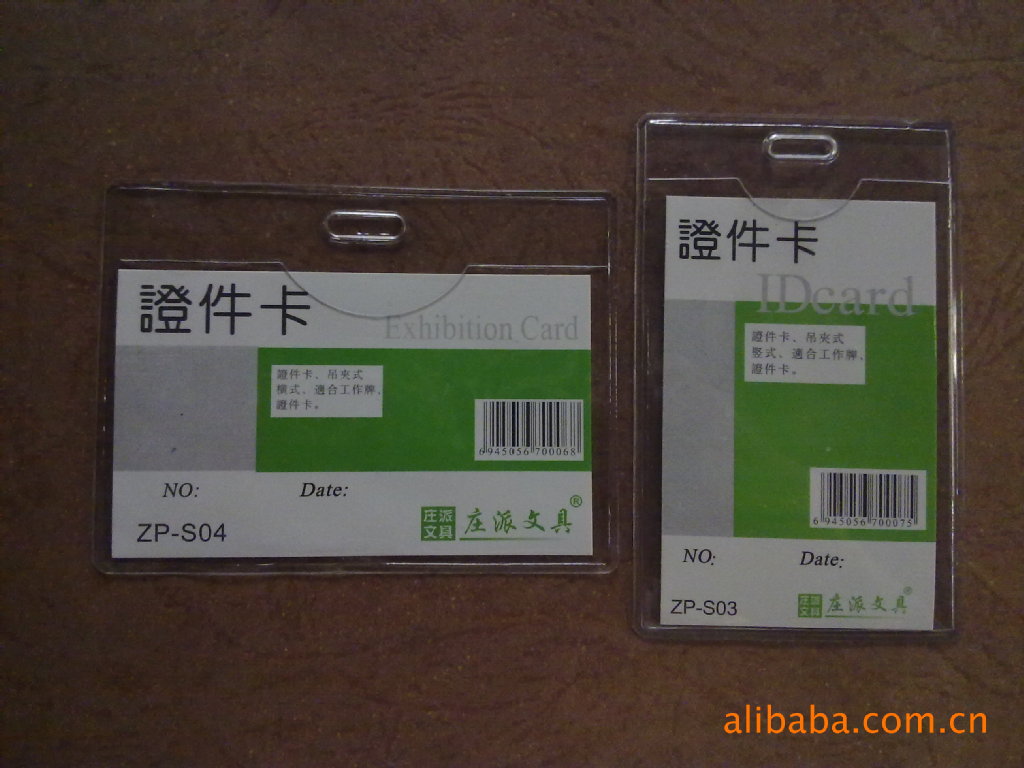 證件卡
Exhibition Card
證件卡、吊夾式
橫式、適合工作牌、
證件卡。
6945056700068
NO:
Date:
ZP-S04
庄派
文具
庄派文具®
證件卡
IDcard
證件卡、吊夾式
竪式、適合工作牌、
證件卡。
6945056700075
NO:
Date:
ZP-S03
庄派
文具
庄派文具®
alibaba.com.cn